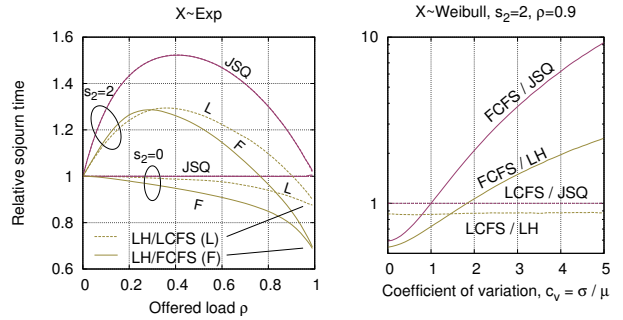 X~Exp
Relative sojourn time
1.6
1.4
1.2
1
0.8
0.6
0
0.2
0.4
0.6
0.8
1
Offered load ρ
s2=2
s2=0
JSQ
L
F
JSQ
L
F
LH/LCFS (L)
LH/FCFS (F)
X~Weibull, s2=2, ρ=0.9
10
1
0
1
2
3
4
5
Coefficient of variation, cv = σ / μ
FCFS / JSQ
FCFS / LH
LCFS / JSQ
LCFS / LH